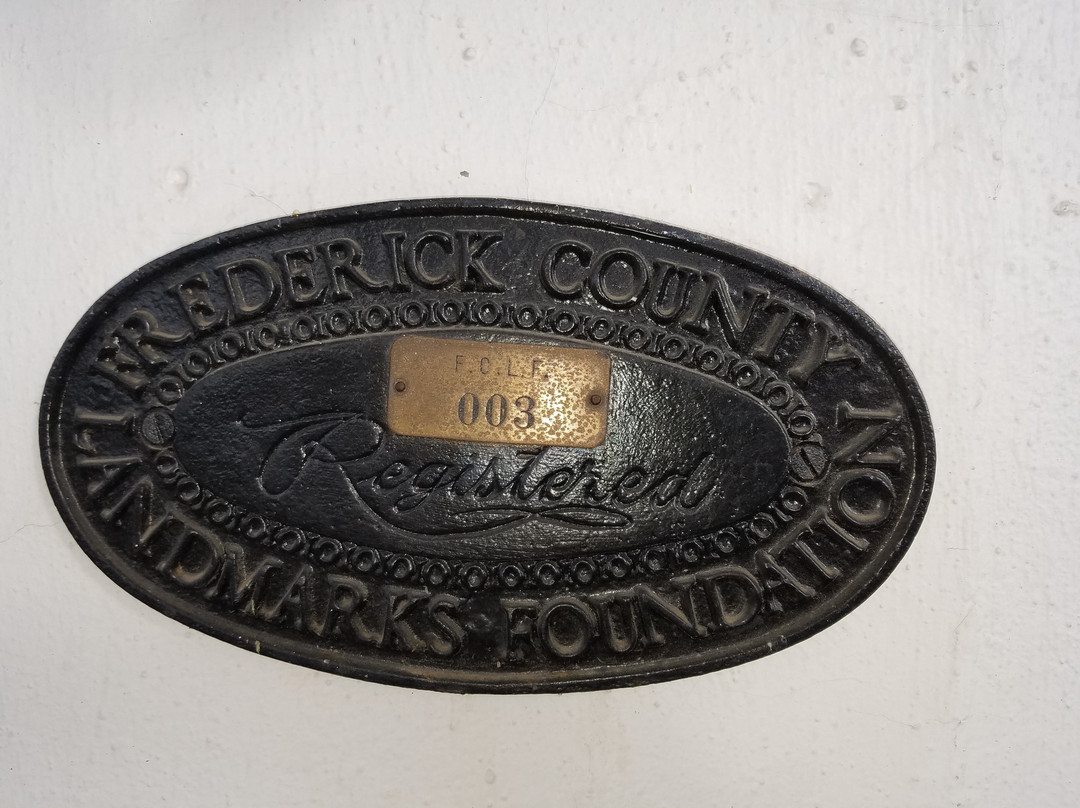 FREDERICK COUNTY
F.C.L.F.
003
Registered
LANDMARKS FOUNDATION